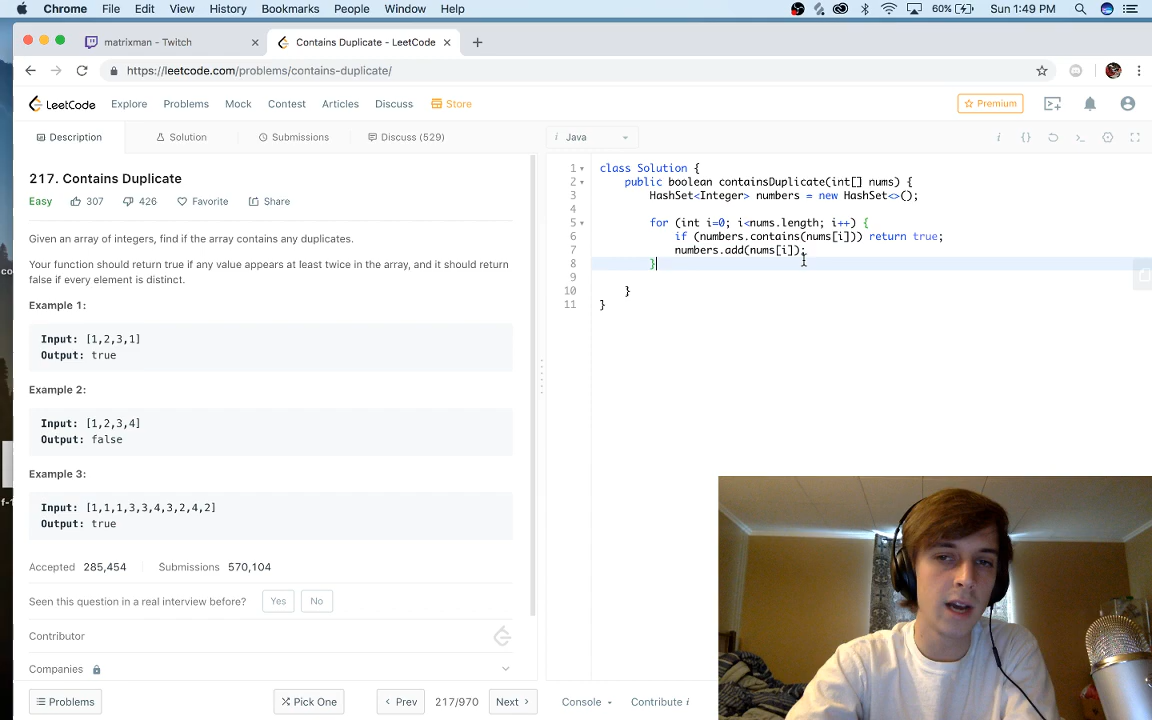 Chrome File Edit View History Bookmarks People Window Help 60% Sun 1:49 PM
matrixman - Twitch Contains Duplicate - LeetCode
https://leetcode.com/problems/contains-duplicate/
LeetCode Explore Problems Mock Contest Articles Discuss Store Premium
Description Solution Submissions Discuss (529)
217. Contains Duplicate
Easy 307 426 Favorite Share
Given an array of integers, find if the array contains any duplicates.
Your function should return true if any value appears at least twice in the array, and it should return
false if every element is distinct.
Example 1:
Input: [1,2,3,1]
Output: true
Example 2:
Input: [1,2,3,4]
Output: false
Example 3:
Input: [1,1,1,3,3,4,3,2,4,2]
Output: true
Accepted 285,454 Submissions 570,104
Seen this question in a real interview before? Yes No
Contributor
Companies
Problems Pick One Prev 217/970 Next
i Java
1 class Solution {
2 public boolean containsDuplicate(int[] nums) {
3 HashSet<Integer> numbers = new HashSet<>();
4
5 for (int i=0; i<nums.length; i++) {
6 if (numbers.contains(nums[i])) return true;
7 numbers.add(nums[i]);
8 }
9
10 }
11 }
Console Contribute i